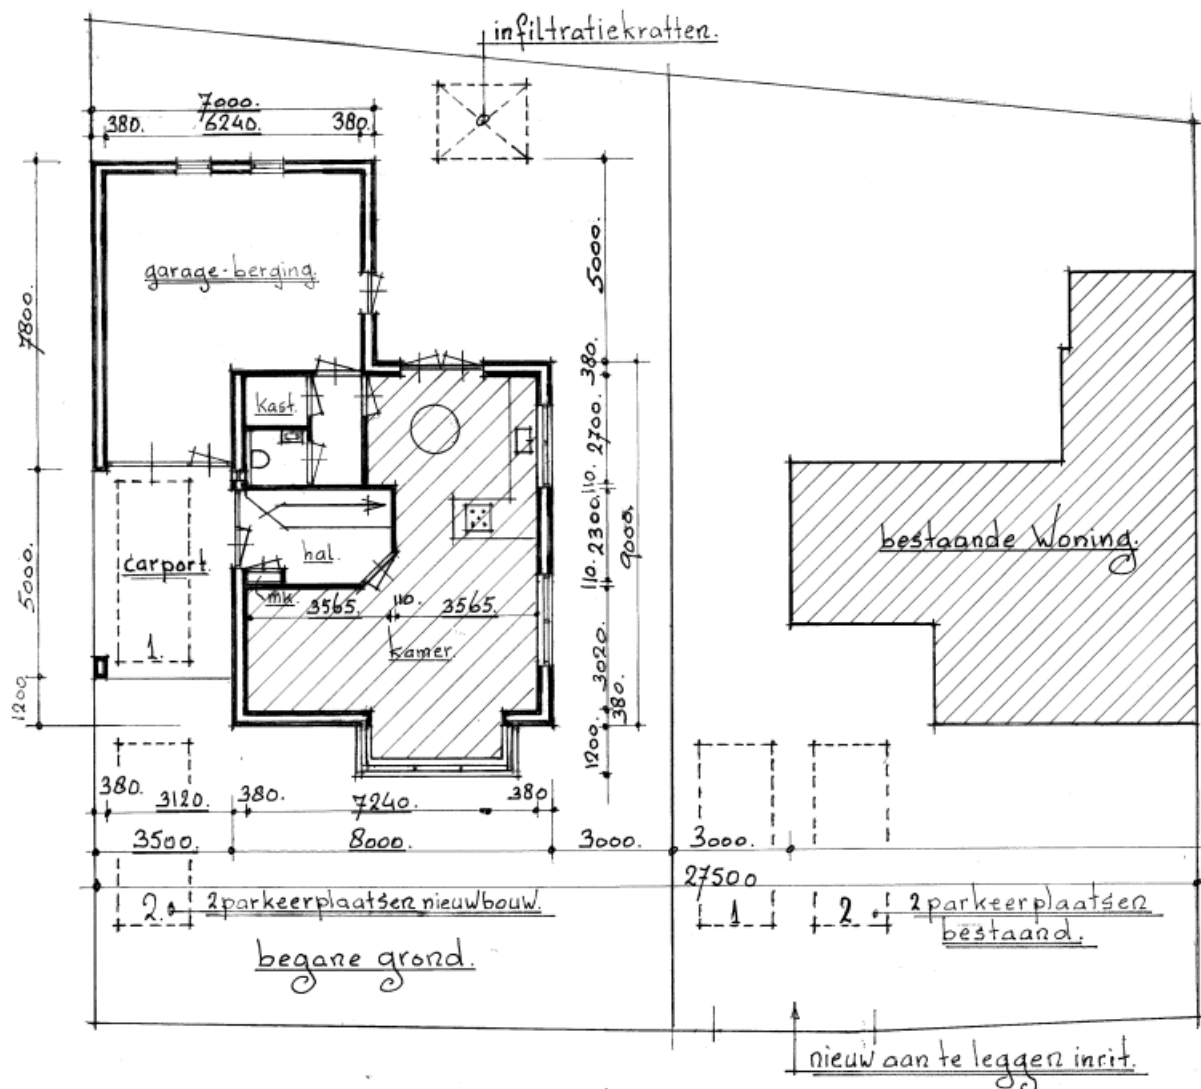 infiltratiekratten.
7000.
380. 6240. 380.
garage-berging.
7800.
5000.
380.
kast.
2700.
110.
2300.
9000.
hal.
carport.
bestaande Woning.
5000.
110.
mk.
3565. 110. 3565.
1.
kamer.
3020.
380.
1200
1200.
380. 3120. 380. 7240. 380
3500. 8000. 3000. 3000.
27500
2. 2 parkeerplaatsen nieuwbouw.
1 2 2 parkeerplaatsen
bestaand.
begane grond.
nieuw aan te leggen inrit.